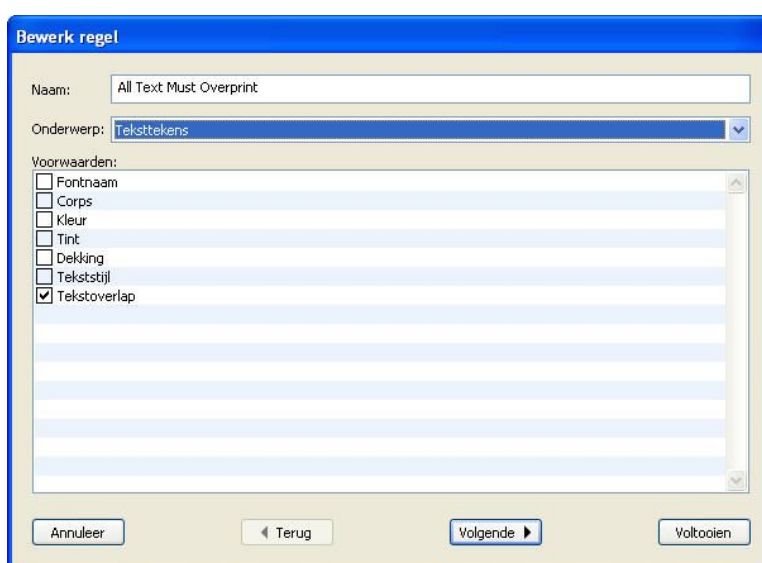 Bewerk regel
Naam: All Text Must Overprint
Onderwerp: Teksttekens
Voorwaarden:
Fontnaam
Corps
Kleur
Tint
Dekking
Tekststijl
Tekstoverlap
Annuleer Terug Volgende Voltooien